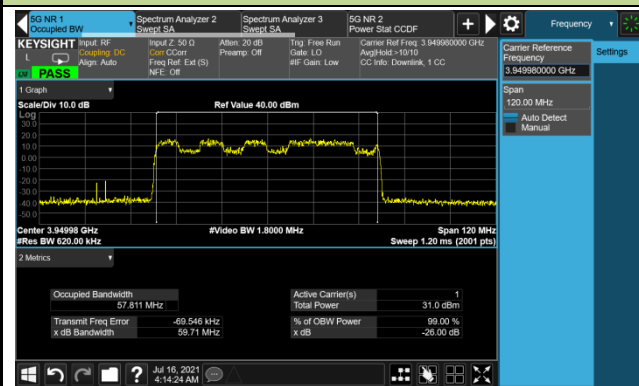 5G NR 1
Occupied BW
Spectrum Analyzer 2
Swept SA
Spectrum Analyzer 3
Swept SA
5G NR 2
Power Stat CCDF
Frequency
KEYSIGHT
L
LNI PASS
Input: RF
Coupling: DC
Align: Auto
Input Z: 50 Ω
Corr CCorr
Freq Ref: Ext (S)
NFE: Off
Atten: 20 dB
Preamp: Off
Trig: Free Run
Gate: LO
#IF Gain: Low
Carrier Ref Freq: 3.949980000 GHz
Avg|Hold:>10/10
CC Info: Downlink, 1 CC
Carrier Reference
Frequency
3.949980000 GHz
Settings
Span
120.00 MHz
Auto Detect
Manual
1 Graph
Scale/Div 10.0 dB
Ref Value 40.00 dBm
Log
30.0
20.0
10.0
0.00
-10.0
-20.0
-30.0
-40.0
-50.0
Center 3.94998 GHz
#Video BW 1.8000 MHz
Span 120 MHz
#Res BW 620.00 kHz
Sweep 1.20 ms (2001 pts)
2 Metrics
Occupied Bandwidth
57.811 MHz
Active Carrier(s) 1
Total Power 31.0 dBm
Transmit Freq Error -69.546 kHz
x dB Bandwidth 59.71 MHz
% of OBW Power 99.00 %
x dB -26.00 dB
?
Jul 16, 2021
4:14:24 AM